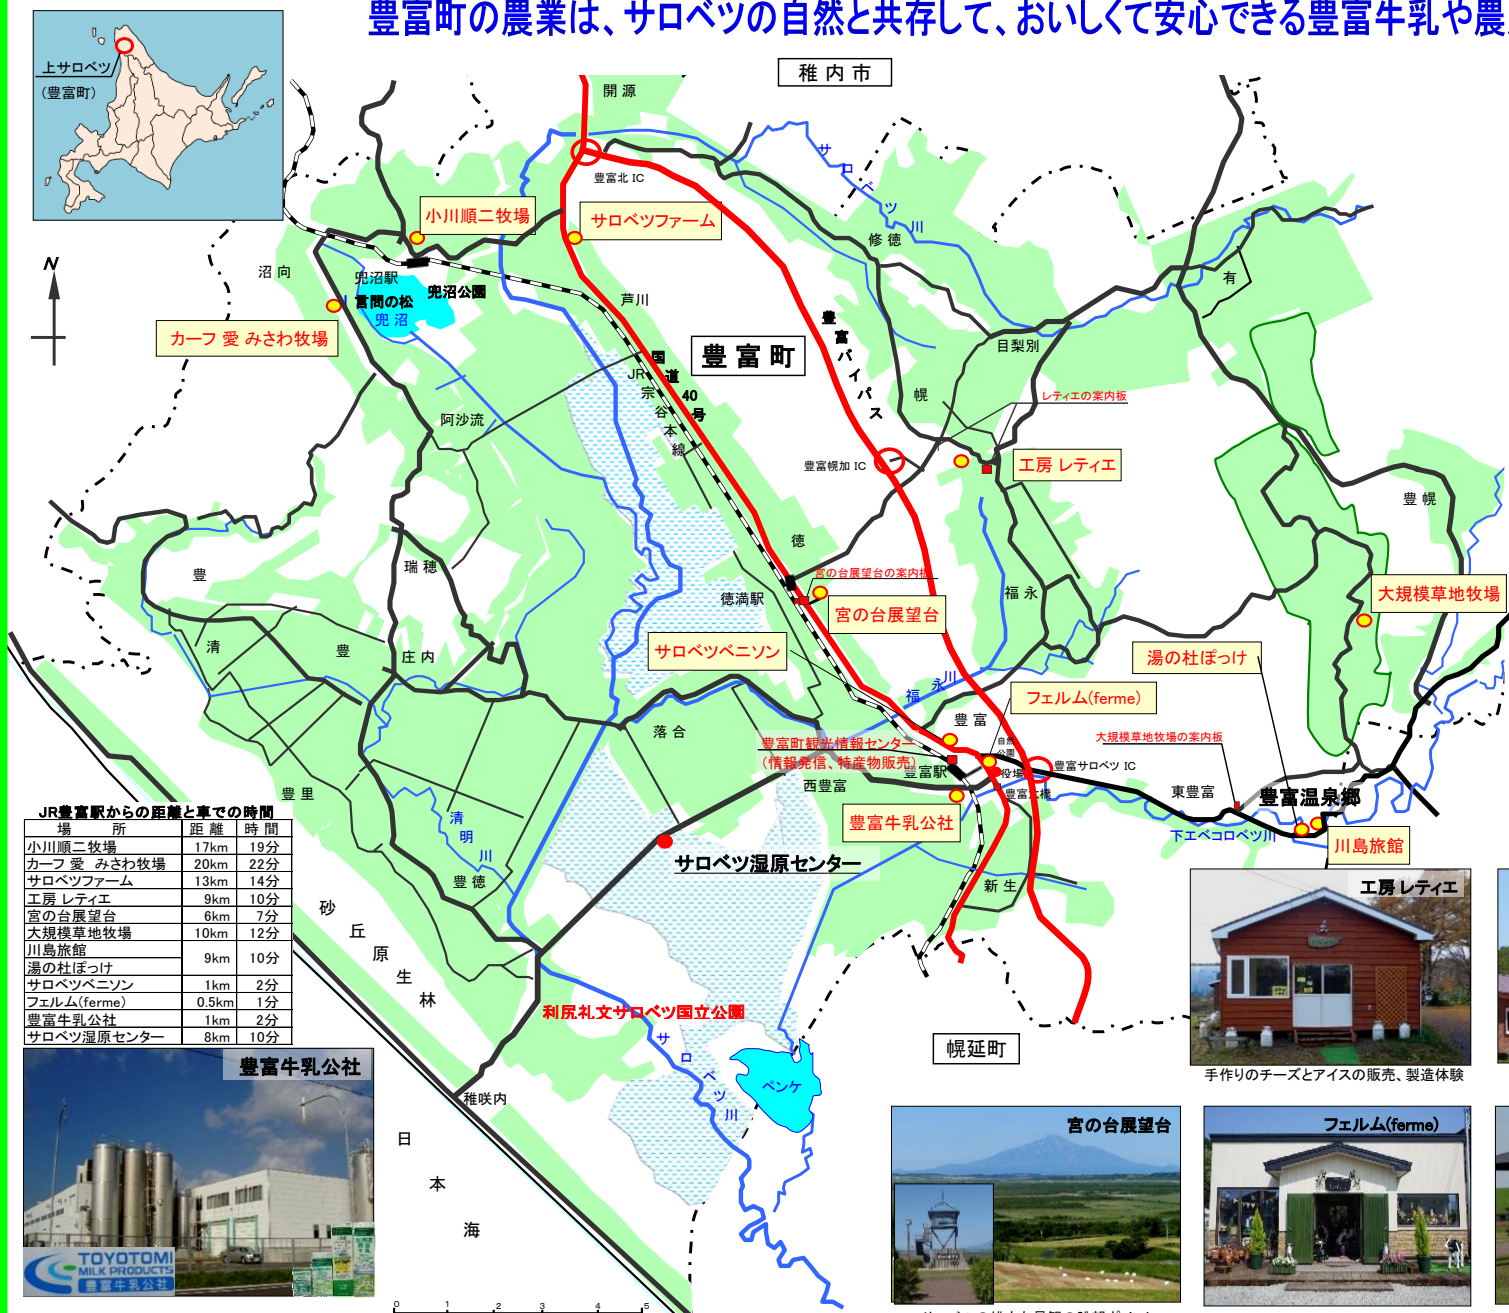 豊富町の農業は、サロベツの自然と共存して、おいしくて安心できる豊富牛乳や農
上サロベツ
(豊富町)
稚内市
開源
豊富北 IC
サロベツ川
小川順二牧場
サロベツファーム
修徳
有
沼向
兜沼駅
兜沼公園
言問の松
兜沼
芦川
N
カーフ 愛 みさわ牧場
豊富町
豊富バイパス
目梨別
国道40号
JR宗谷本線
幌
レティエの案内板
阿沙流
豊富幌加 IC
工房 レティエ
豊幌
徳
瑞穂
豊
宮の台展望台の案内板
徳満駅
福永
大規模草地牧場
宮の台展望台
清
豊
庄内
サロベツベニソン
湯の杜ぽっけ
福永川
フェルム(ferme)
落合
豊富
豊富町観光情報センター
(情報発信、特産物販売)
自然
公園
大規模草地牧場の案内板
豊富駅
役場
豊富サロベツ IC
西豊富
豊富大橋
東豊富
豊富温泉郷
豊里
清明川
豊富牛乳公社
下エベコロベツ川
川島旅館
サロベツ湿原センター
豊徳
新生
JR豊富駅からの距離と車での時間
場 所 距離 時間
小川順二牧場 17km 19分
カーフ 愛 みさわ牧場 20km 22分
サロベツファーム 13km 14分
工房 レティエ 9km 10分
宮の台展望台 6km 7分
大規模草地牧場 10km 12分
川島旅館 9km 10分
湯の杜ぽっけ
サロベツベニソン 1km 2分
フェルム(ferme) 0.5km 1分
豊富牛乳公社 1km 2分
サロベツ湿原センター 8km 10分
砂丘原生林
利尻礼文サロベツ国立公園
サロベツ川
幌延町
ペンケ
稚咲内
日本海
工房 レティエ
手作りのチーズとアイスの販売、製造体験
豊富牛乳公社
TOYOTOMI
MILK PRODUCTS
豊富牛乳公社
宮の台展望台
フェルム(ferme)
0 1 2 3 4 5